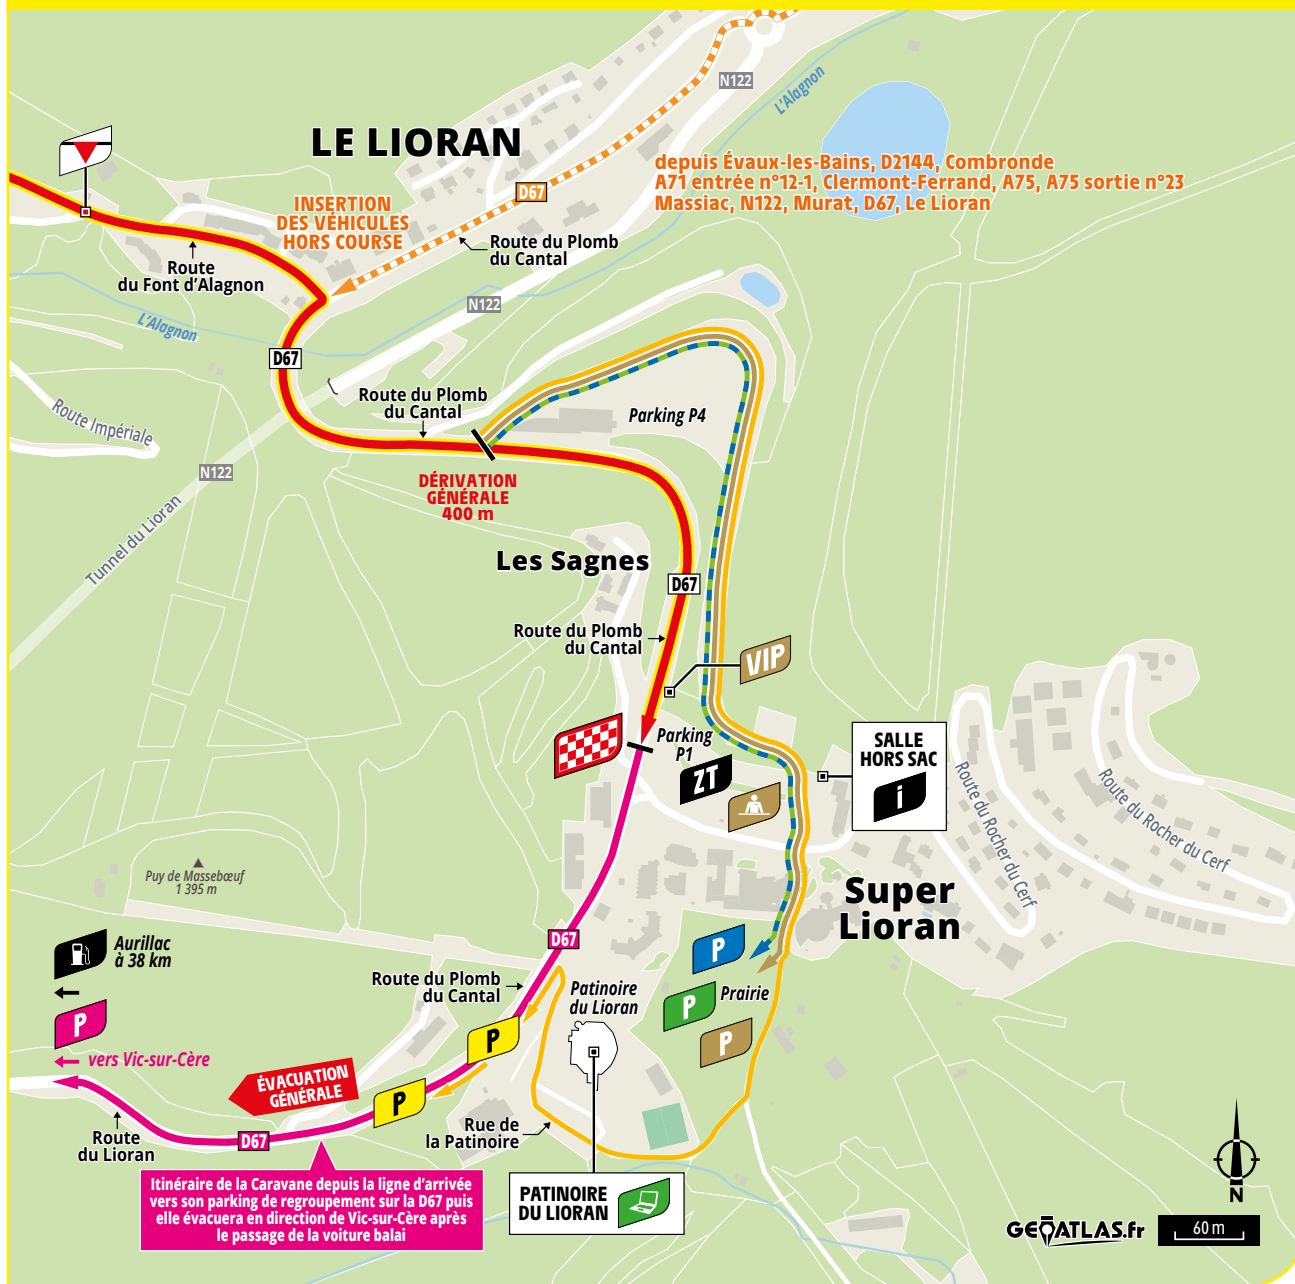 N122
L'Alagnon
LE LIORAN
depuis Évaux-les-Bains, D2144, Combronde
A71 entrée n°12-1, Clermont-Ferrand, A75, A75 sortie n°23
Massiac, N122, Murat, D67, Le Lioran
D67
INSERTION
DES VÉHICULES
HORS COURSE
Route du Plomb
du Cantal
Route
du Font d'Alagnon
N122
L'Alagnon
D67
Route du Plomb
du Cantal
Route Impériale
Parking P4
N122
DÉRIVATION
GÉNÉRALE
400 m
Tunnel du Lioran
Les Sagnes
D67
Route du Plomb
du Cantal
VIP
Parking
P1
ZT
SALLE
HORS SAC
i
Route du Rocher du Cerf
Route du Rocher du Cerf
Puy de Massebœuf
1 395 m
Super
Lioran
Aurillac
à 38 km
P
vers Vic-sur-Cère
D67
Route du Plomb
du Cantal
Patinoire
du Lioran
P
P
Prairie
P
P
P
ÉVACUATION
GÉNÉRALE
Route
du Lioran
D67
Rue de
la Patinoire
Itinéraire de la Caravane depuis la ligne d'arrivée
vers son parking de regroupement sur la D67 puis
elle évacuera en direction de Vic-sur-Cère après
le passage de la voiture balai
PATINOIRE
DU LIORAN
N
GEOATLAS.fr
60 m